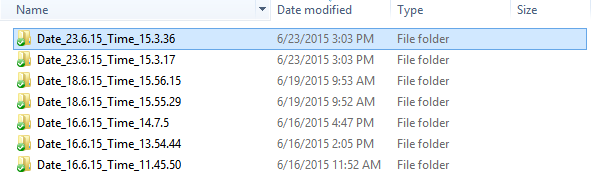 Name Date modified Type Size
Date_23.6.15_Time_15.3.36 6/23/2015 3:03 PM File folder
Date_23.6.15_Time_15.3.17 6/23/2015 3:03 PM File folder
Date_18.6.15_Time_15.56.15 6/19/2015 9:53 AM File folder
Date_18.6.15_Time_15.55.29 6/19/2015 9:52 AM File folder
Date_16.6.15_Time_14.7.5 6/16/2015 4:47 PM File folder
Date_16.6.15_Time_13.54.44 6/16/2015 2:05 PM File folder
Date_16.6.15_Time_11.45.50 6/16/2015 11:52 AM File folder